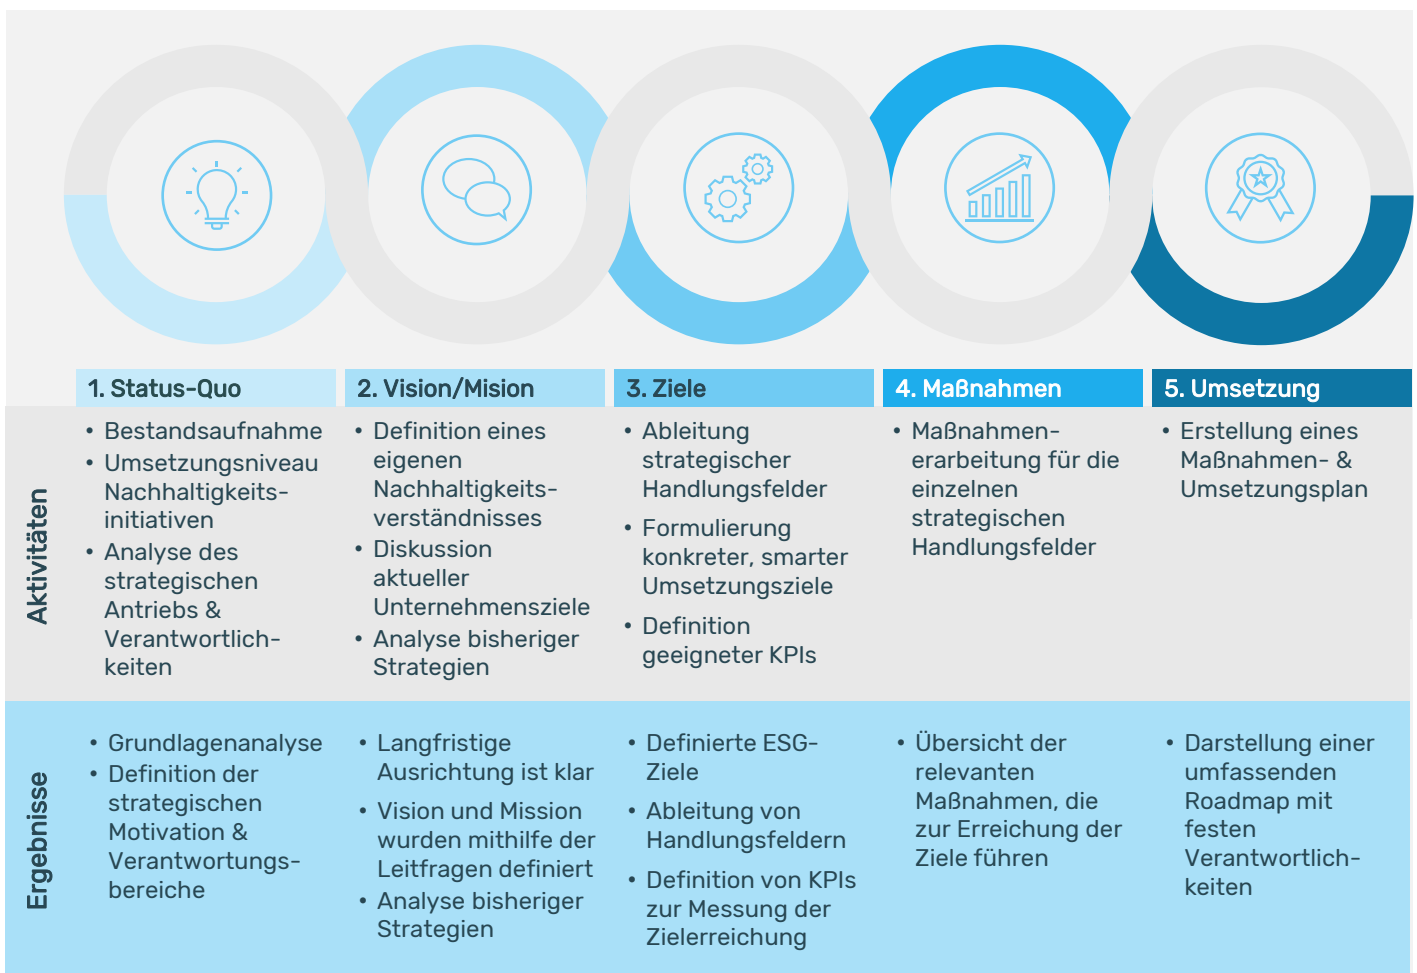 1. Status-Quo
2. Vision/Mision
3. Ziele
4. Maßnahmen
5. Umsetzung
Aktivitäten
• Bestandsaufnahme
• Umsetzungsniveau
Nachhaltigkeits-
initiativen
• Analyse des
strategischen
Antriebs &
Verantwortlich-
keiten
• Definition eines
eigenen
Nachhaltigkeits-
verständnisses
• Diskussion
aktueller
Unternehmensziele
• Analyse bisheriger
Strategien
• Ableitung
strategischer
Handlungsfelder
• Formulierung
konkreter, smarter
Umsetzungsziele
• Definition
geeigneter KPIs
• Maßnahmen-
erarbeitung für die
einzelnen
strategischen
Handlungsfelder
• Erstellung eines
Maßnahmen- &
Umsetzungsplan
Ergebnisse
• Grundlagenanalyse
• Definition der
strategischen
Motivation &
Verantwortungs-
bereiche
• Langfristige
Ausrichtung ist klar
• Vision und Mission
wurden mithilfe der
Leitfragen definiert
• Analyse bisheriger
Strategien
• Definierte ESG-
Ziele
• Ableitung von
Handlungsfeldern
• Definition von KPIs
zur Messung der
Zielerreichung
• Übersicht der
relevanten
Maßnahmen, die
zur Erreichung der
Ziele führen
• Darstellung einer
umfassenden
Roadmap mit
festen
Verantwortlich-
keiten